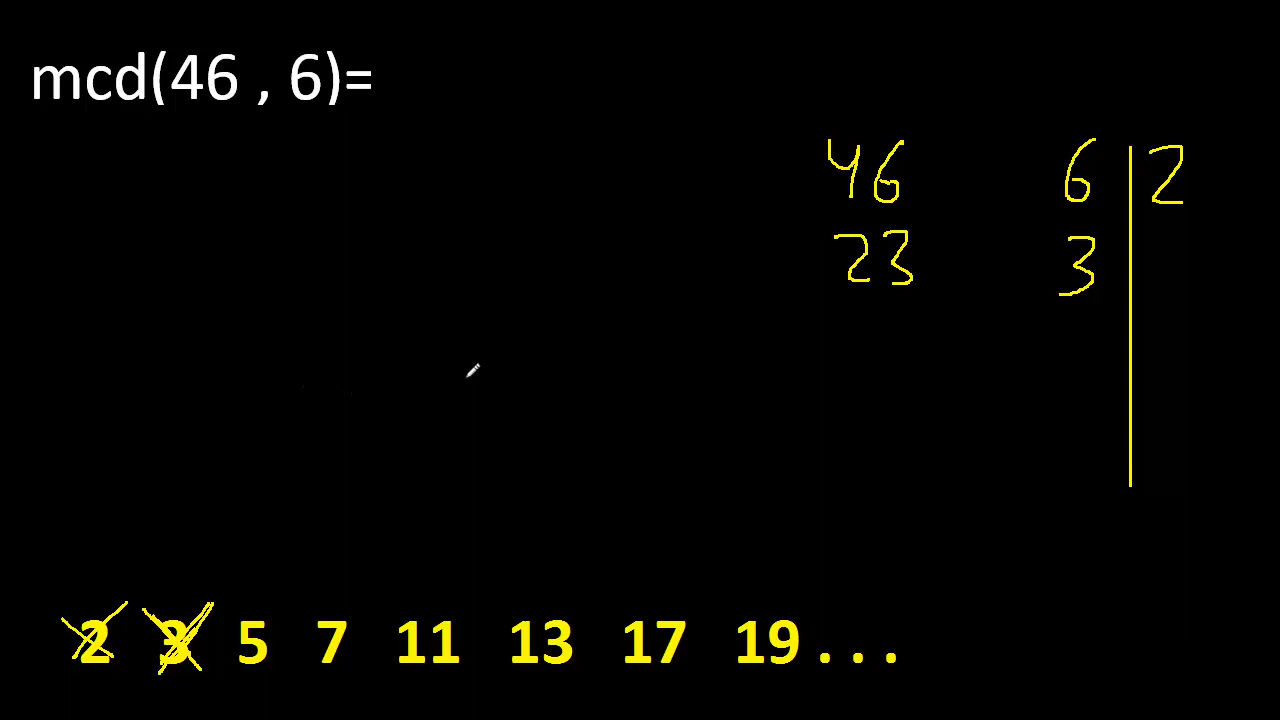 mcd(46 , 6)=
46 6 2
23 3
2 3 5 7 11 13 17 19 . . .